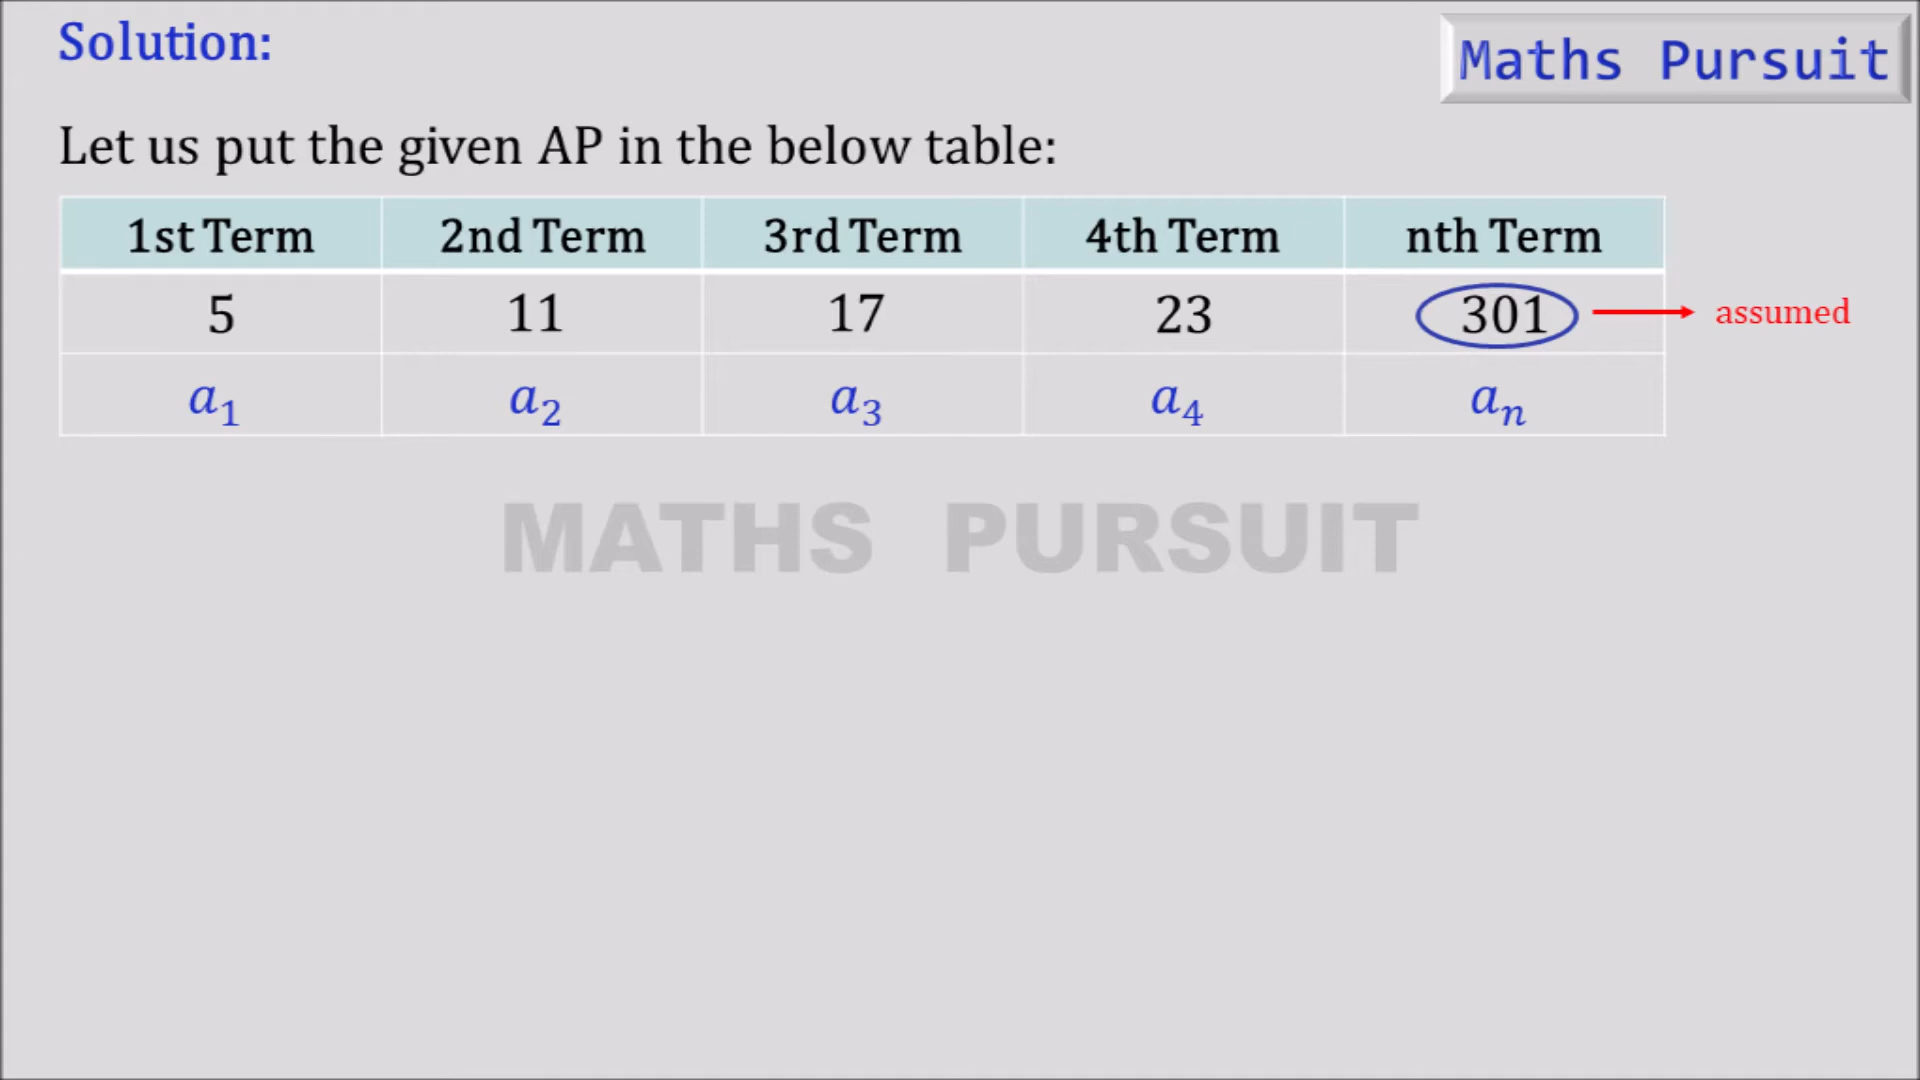 Solution:
Maths Pursuit
Let us put the given AP in the below table:
1st Term 2nd Term 3rd Term 4th Term nth Term
5 11 17 23 301 assumed
a₁ a₂ a₃ a₄ aₙ
MATHS PURSUIT